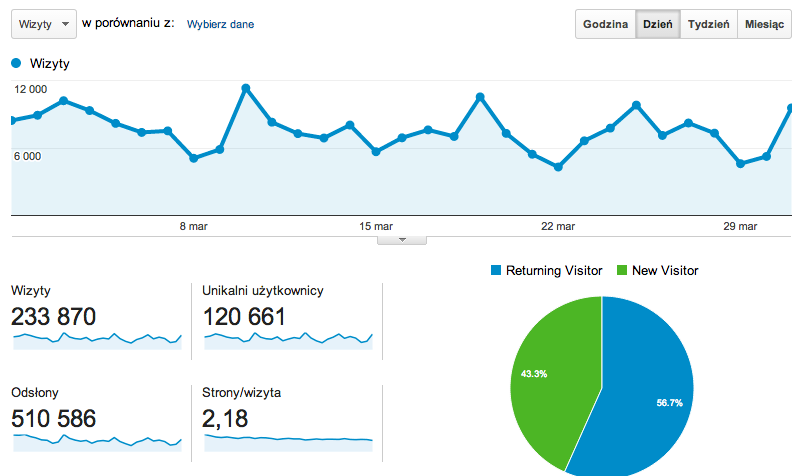 Wizyty w porównaniu z: Wybierz dane Godzina Dzień Tydzień Miesiąc
Wizyty
12 000
6 000
8 mar 15 mar 22 mar 29 mar
Returning Visitor New Visitor
Wizyty Unikalni użytkownicy
233 870 120 661
43.3%
56.7%
Odsłony Strony/wizyta
510 586 2,18